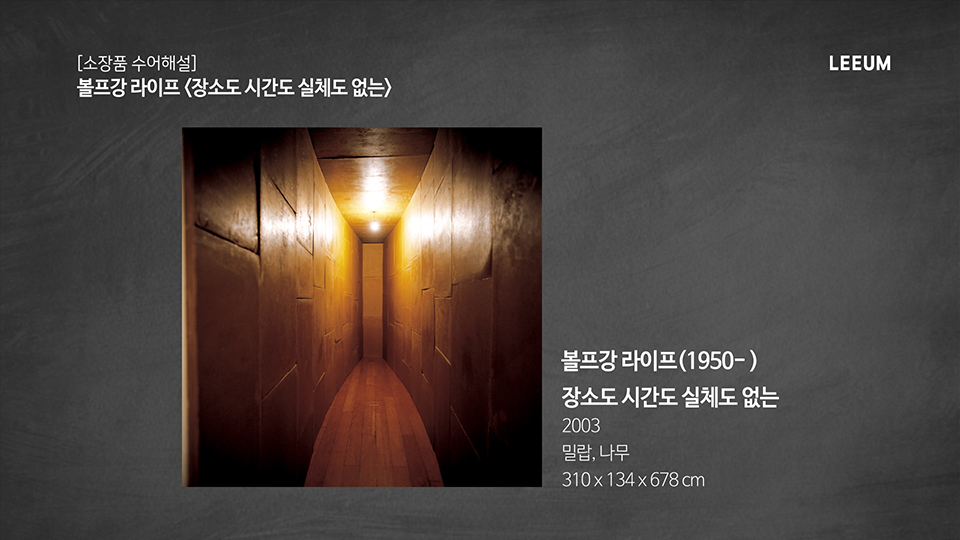 [소장품 수어해설]
볼프강 라이프 〈장소도 시간도 실체도 없는〉
LEEUM
볼프강 라이프(1950- )
장소도 시간도 실체도 없는
2003
밀랍, 나무
310 x 134 x 678 cm